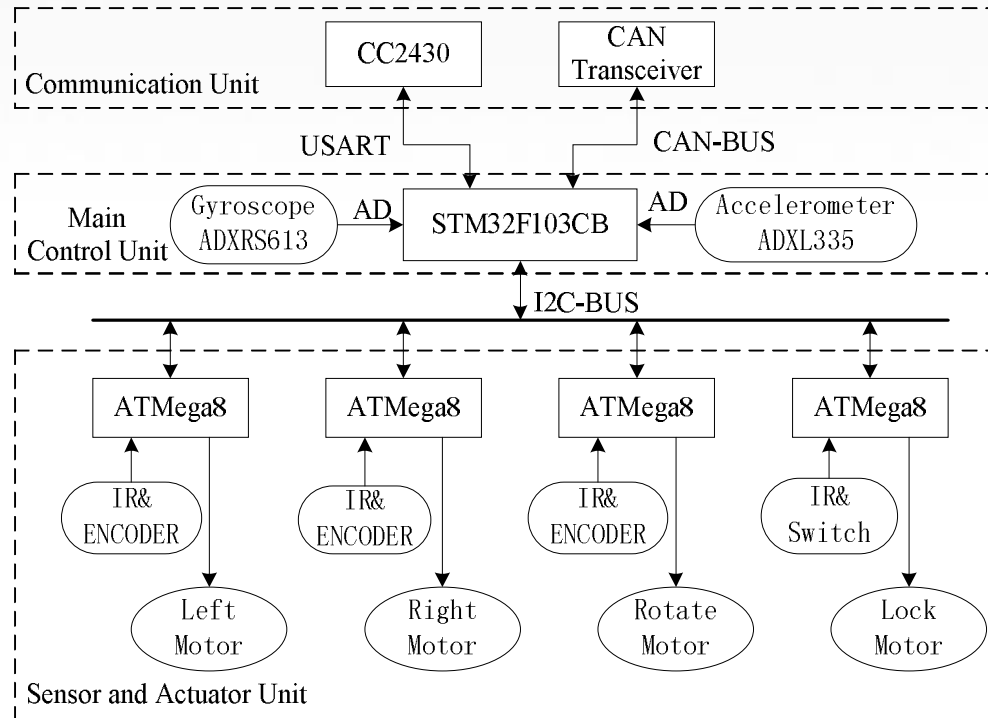 CC2430
CAN
Transceiver
Communication Unit
USART
CAN-BUS
Main
Control Unit
Gyroscope
ADXRS613
AD
STM32F103CB
AD
Accelerometer
ADXL335
I2C-BUS
ATMega8
ATMega8
ATMega8
ATMega8
IR&
ENCODER
IR&
ENCODER
IR&
ENCODER
IR&
Switch
Left
Motor
Right
Motor
Rotate
Motor
Lock
Motor
Sensor and Actuator Unit